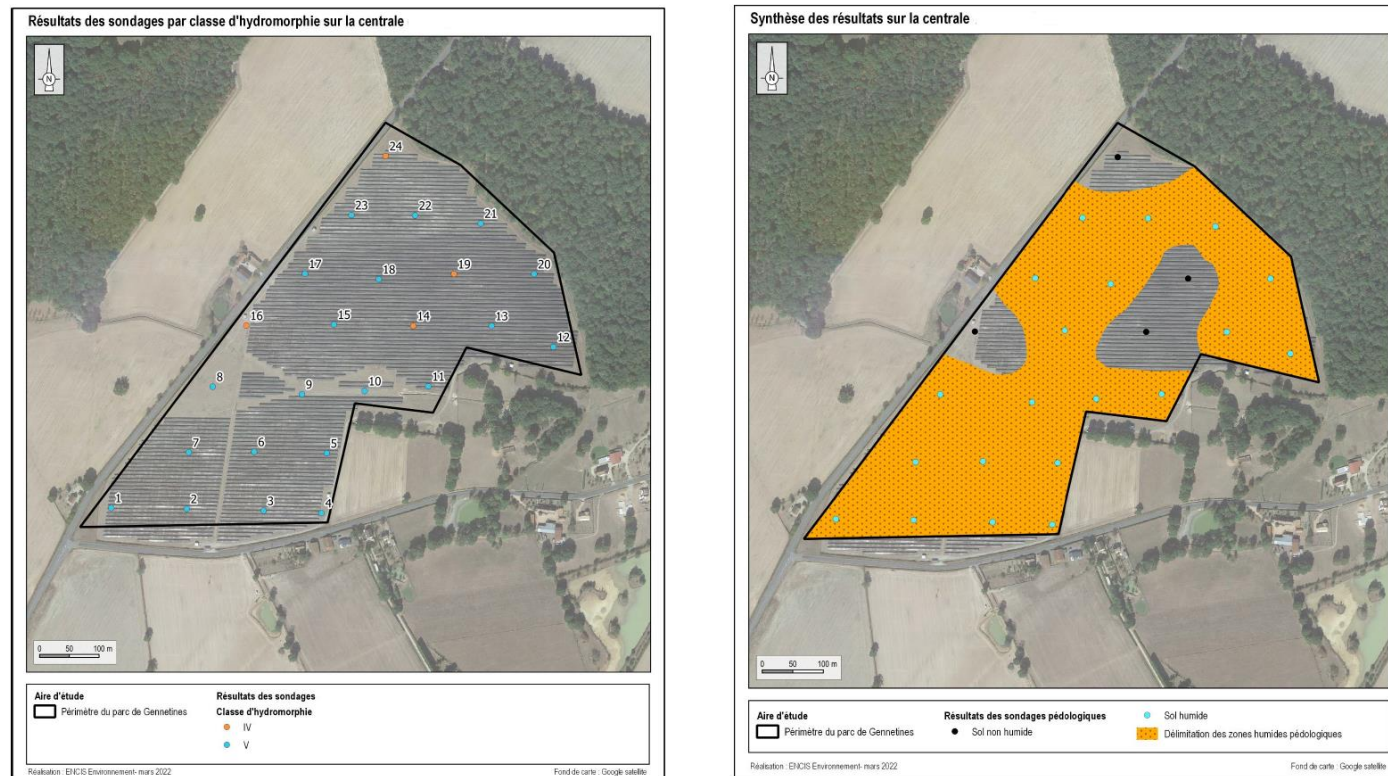 Résultats des sondages par classe d'hydromorphie sur la centrale
N
24
23
22
21
17
18
19
20
16
15
14
13
12
8
9
10
11
7
6
5
1
2
3
4
0 50 100 m
Aire d'étude
Périmètre du parc de Gennetines
Résultats des sondages
Classe d'hydromorphie
IV
V
Réalisation : ENCIS Environnement- mars 2022
Fond de carte : Google satellite
Synthèse des résultats sur la centrale
N
0 50 100 m
Aire d'étude
Périmètre du parc de Gennetines
Résultats des sondages pédologiques
Sol non humide
Sol humide
Délimitation des zones humides pédologiques
Réalisation : ENCIS Environnement- mars 2022
Fond de carte : Google satellite